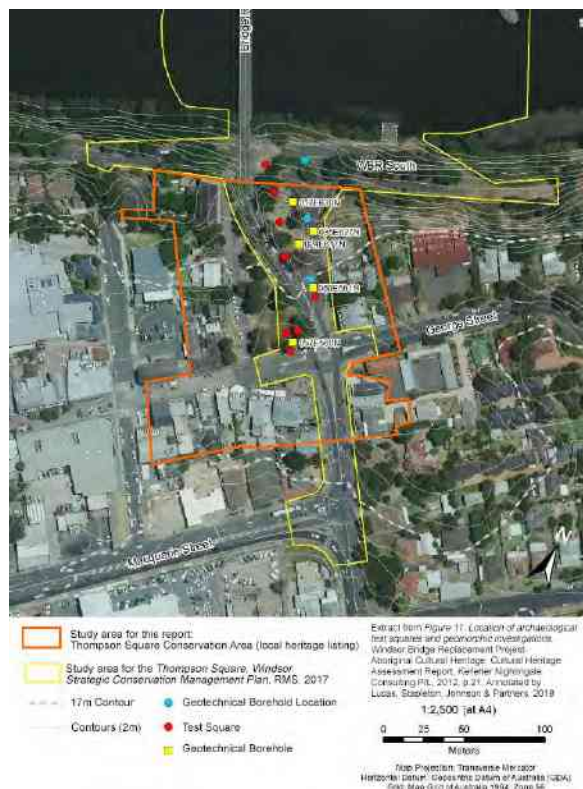 WBR South
George Street
Macquarie Street
Study area for this report:
Thompson Square Conservation Area (local heritage listing)
Study area for the Thompson Square, Windsor
Strategic Conservation Management Plan, RMS, 2017
17m Contour
Contours (2m)
Geotechnical Borehold Location
Test Square
Geotechnical Borehole
Extract from Figure 11. Location of archaeological
test squares and geomorphic investigations.
Windsor Bridge Replacement Project
Aboriginal Cultural Heritage: Cultural Heritage
Assessment Report, Kelleher Nightingale
Consulting P/L, 2012, p.21. Annotated by
Lucas, Stapleton, Johnson & Partners, 2018
1:2,500 [at A4)
0 25 50 100
Meters
Map Projection: Transverse Mercator
Horizontal Datum: Geocentric Datum of Australia (GDA)
Grid: Map Grid of Australia 1994, Zone 56
N